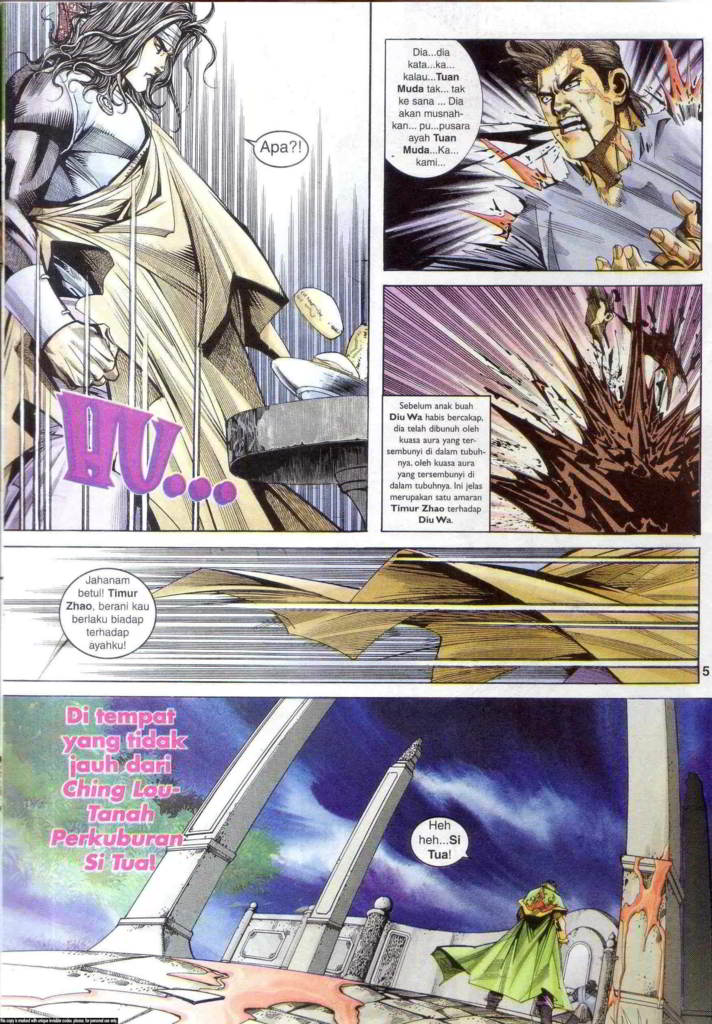 Apa?!
HU...
Dia...dia
kata...ka...
kalau...Tuan
Muda tak... tak
ke sana ... Dia
akan musnah-
kan... pu...pusara
ayah Tuan
Muda...Ka...
kami...
Sebelum anak buah
Diu Wa habis bercakap,
dia telah dibunuh oleh
kuasa aura yang ter-
sembunyi di dalam tubuh-
nya, oleh kuasa aura
yang tersembunyi di
dalam tubuhnya. Ini jelas
merupakan satu amaran
Timur Zhao terhadap
Diu Wa.
Jahanam
betul! Timur
Zhao, berani kau
berlaku biadap
terhadap
ayahku!
5
Di tempat
yang tidak
jauh dari
Ching Lou-
Tanah
Perkuburan
Si Tua!
Heh
heh...Si
Tua!